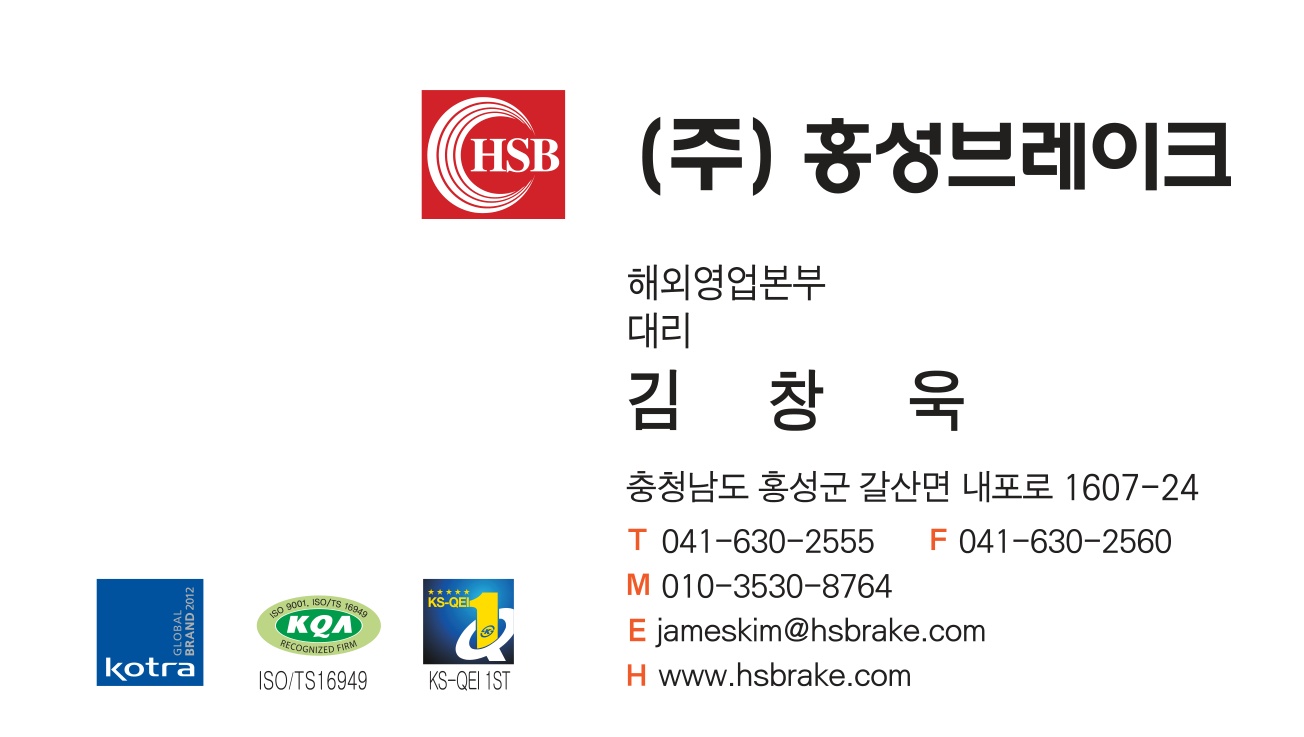 HSB
(주) 홍성브레이크
해외영업본부
대리
김 창 욱
충청남도 홍성군 갈산면 내포로 1607-24
T 041-630-2555 F 041-630-2560
M 010-3530-8764
E jameskim@hsbrake.com
H www.hsbrake.com
GLOBAL
BRAND 2012
kotra
ISO 9001, ISO/TS 16949
KQA
RECOGNIZED FIRM
ISO/TS16949
KS-QEI
1
KS-QEI 1ST